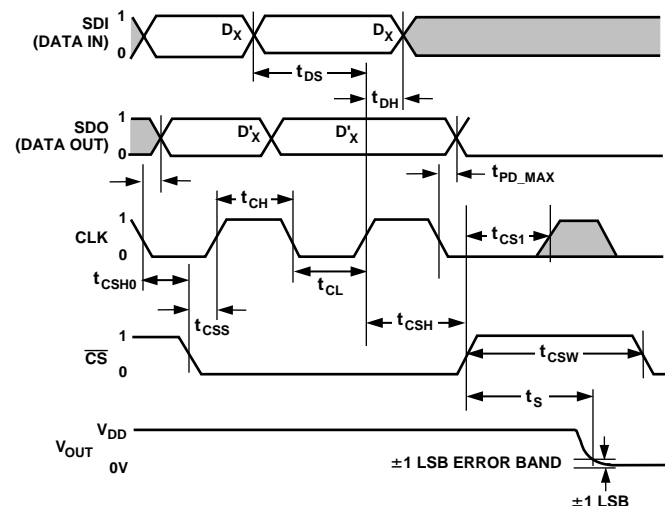 SDI
(DATA IN)
1
0
DX
DX
tDS
tDH
SDO
(DATA OUT)
1
0
D'X
D'X
tPD_MAX
tCH
CLK
1
0
tCS1
tCSH0
tCL
tCSS
tCSH
CS
1
0
tCSW
tS
VOUT
VDD
0V
±1 LSB ERROR BAND
±1 LSB